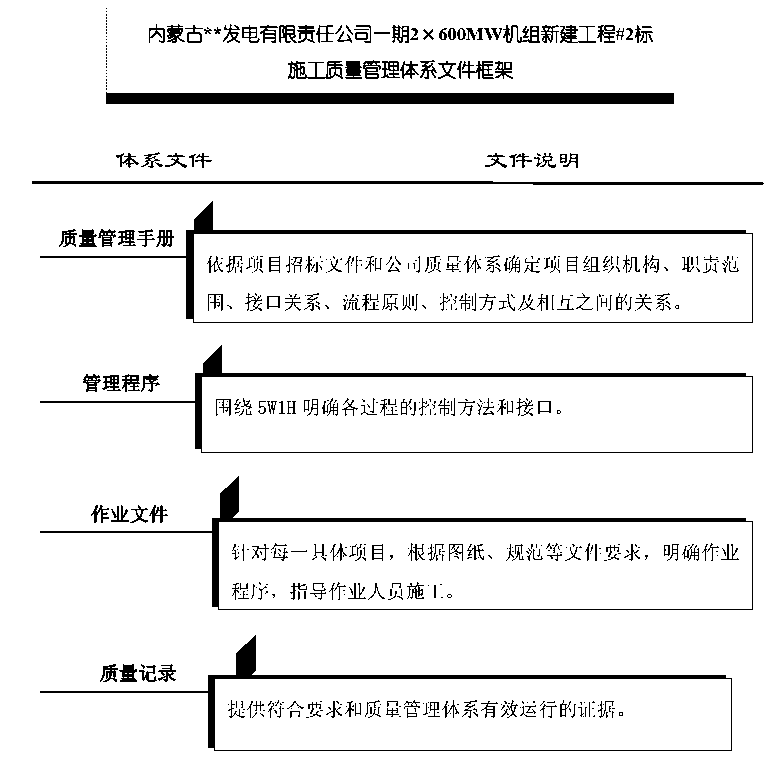 内蒙古**发电有限责任公司一期2×600MW机组新建工程#2标
施工质量管理体系文件框架
体系文件
文件说明
质量管理手册
依据项目招标文件和公司质量体系确定项目组织机构、职责范
围、接口关系、流程原则、控制方式及相互之间的关系。
管理程序
围绕5W1H明确各过程的控制方法和接口。
作业文件
针对每一具体项目，根据图纸、规范等文件要求，明确作业
程序，指导作业人员施工。
质量记录
提供符合要求和质量管理体系有效运行的证据。